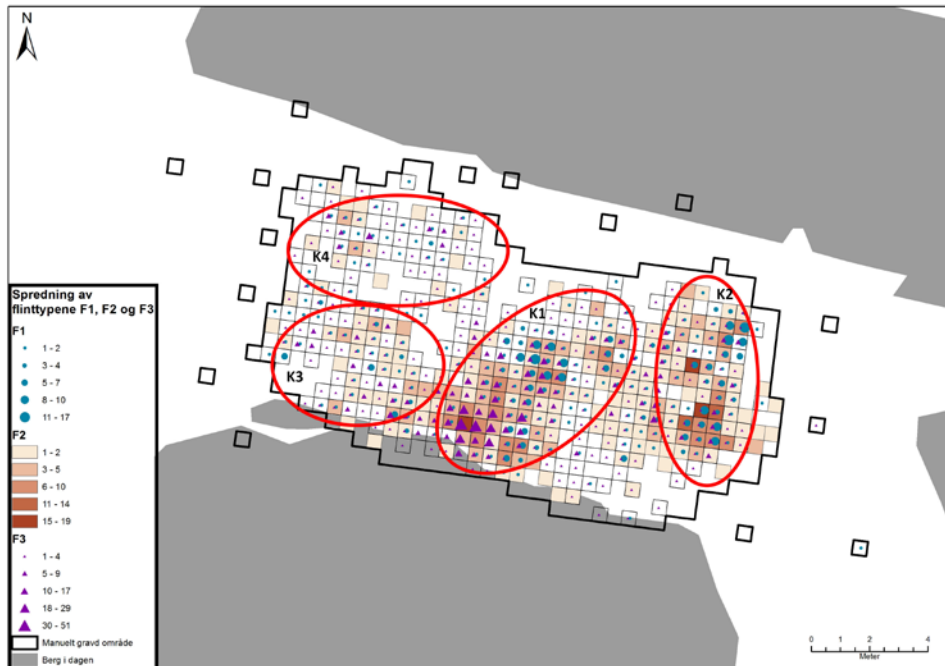 N
K4
K1
K2
K3
Spredning av
flinttypene F1, F2 og F3
F1
1 - 2
3 - 4
5 - 7
8 - 10
11 - 17
F2
1 - 2
3 - 5
6 - 10
11 - 14
15 - 19
F3
1 - 4
5 - 9
10 - 17
18 - 29
30 - 51
Manuelt gravd område
Berg i dagen
0 1 2 4
Meter